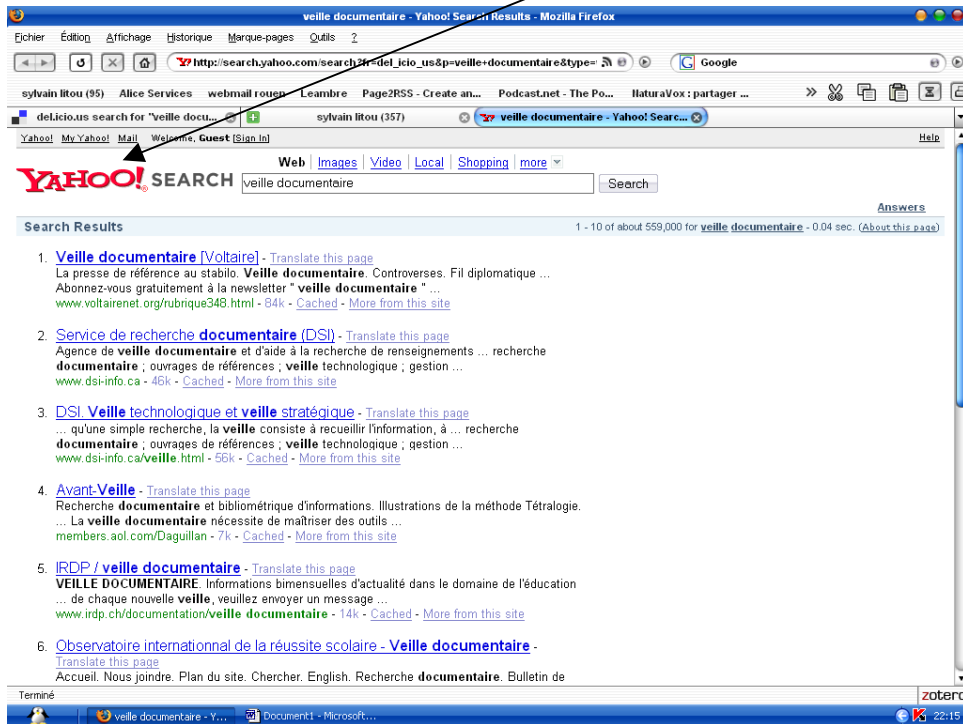 veille documentaire - Yahoo! Search Results - Mozilla Firefox
Fichier Édition Affichage Historique Marque-pages Outils ?
http://search.yahoo.com/search?fr=del_icio_us&p=veille+documentaire&type= Google
sylvain litou (95) Alice Services webmail rouen Leambre Page2RSS - Create an... Podcast.net - The Po... NaturaVox : partager ... »
del.icio.us search for "veille docu... sylvain litou (357) veille documentaire - Yahoo! Searc...
Yahoo! My Yahoo! Mail Welcome, Guest [Sign In] Help
Web | Images | Video | Local | Shopping | more
YAHOO! SEARCH veille documentaire Search
Answers
Search Results 1 - 10 of about 559,000 for veille documentaire - 0.04 sec. (About this page)
1. Veille documentaire [Voltaire] - Translate this page
La presse de référence au stabilo. Veille documentaire. Controverses. Fil diplomatique ...
Abonnez-vous gratuitement à la newsletter " veille documentaire " ...
www.voltairenet.org/rubrique348.html - 84k - Cached - More from this site
2. Service de recherche documentaire (DSI) - Translate this page
Agence de veille documentaire et d'aide à la recherche de renseignements ... recherche
documentaire ; ouvrages de références ; veille technologique ; gestion ...
www.dsi-info.ca - 46k - Cached - More from this site
3. DSI. Veille technologique et veille stratégique - Translate this page
... qu'une simple recherche, la veille consiste à recueillir l'information, à ... recherche
documentaire ; ouvrages de références ; veille technologique ; gestion ...
www.dsi-info.ca/veille.html - 56k - Cached - More from this site
4. Avant-Veille - Translate this page
Recherche documentaire et bibliométrique d'informations. Illustrations de la méthode Tétralogie.
... La veille documentaire nécessite de maîtriser des outils ...
members.aol.com/Daguillan - 7k - Cached - More from this site
5. IRDP / veille documentaire - Translate this page
VEILLE DOCUMENTAIRE. Informations bimensuelles d'actualité dans le domaine de l'éducation
... de chaque nouvelle veille, veuillez envoyer un message ...
www.irdp.ch/documentation/veille documentaire - 14k - Cached - More from this site
6. Observatoire internationnal de la réussite scolaire - Veille documentaire -
Translate this page
Accueil. Nous joindre. Plan du site. Chercher. English. Recherche documentaire. Bulletin de
Terminé zotero
veille documentaire - Y... Document1 - Microsoft... 22:15